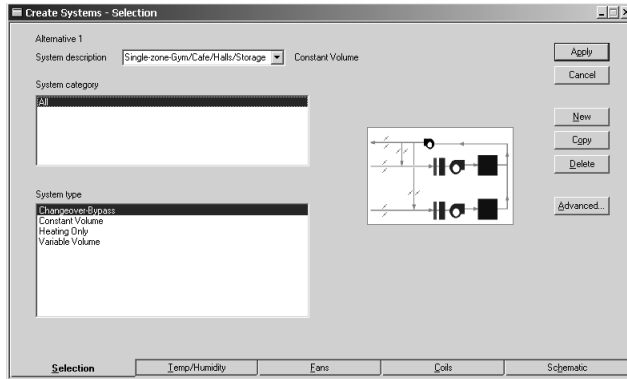 Create Systems - Selection
Alternative 1
System description Single-zone-Gym/Cafe/Halls/Storage Constant Volume
Apply
Cancel
System category
All
New
Copy
Delete
System type
Changeover-Bypass
Constant Volume
Heating Only
Variable Volume
Advanced...
Selection Temp/Humidity Fans Coils Schematic